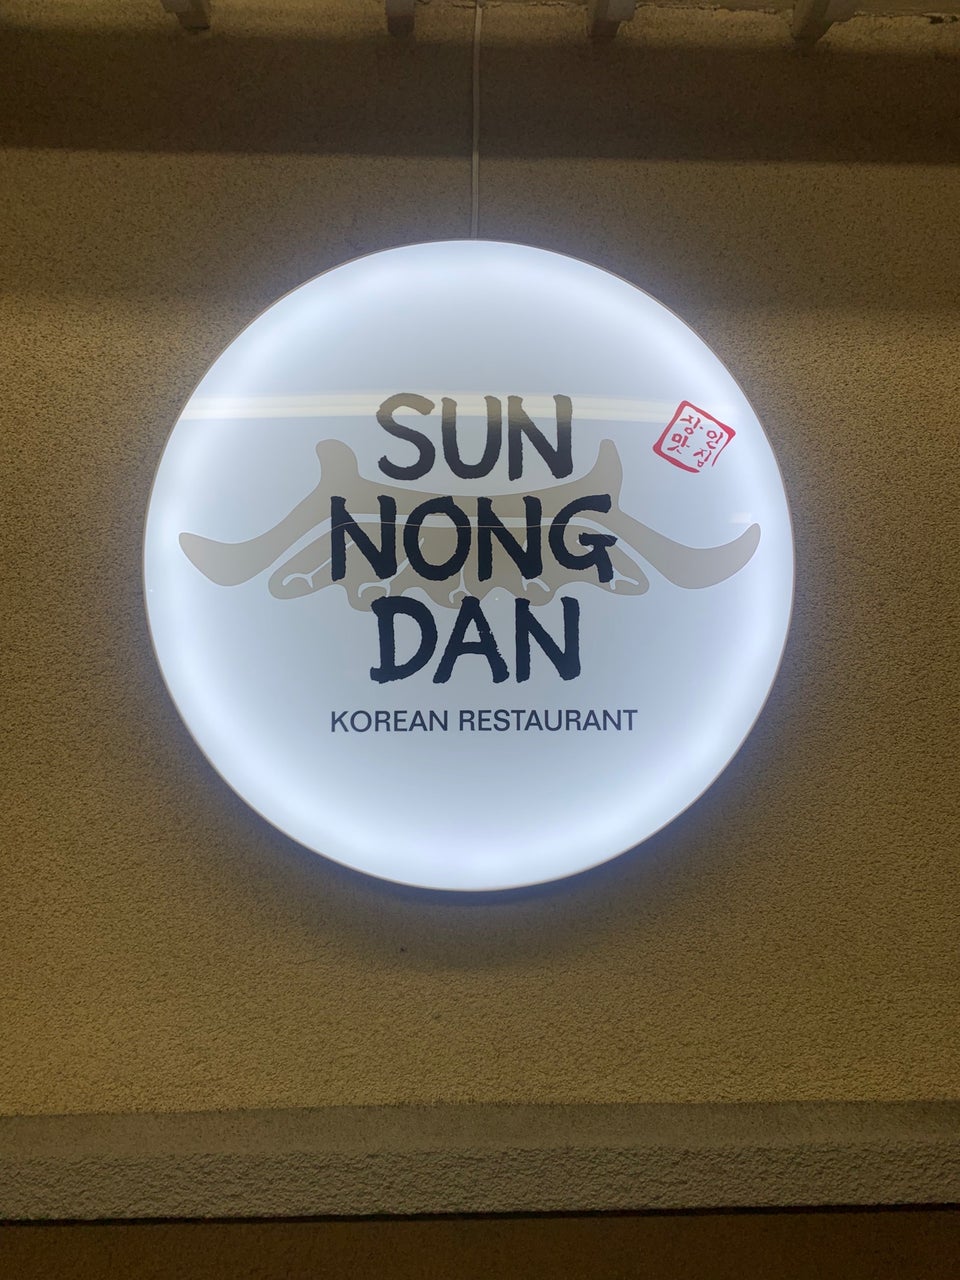 SUN
NONG
DAN
KOREAN RESTAURANT
장인
맛집